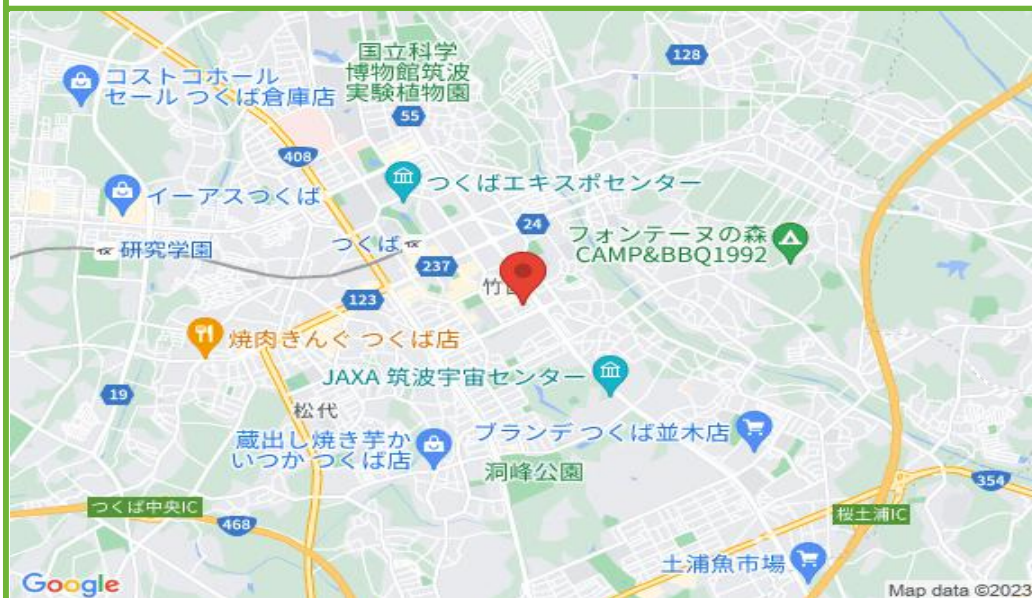 国立科学
博物館筑波
実験植物園
128
コストコホール
セール つくば倉庫店
55
408
つくばエキスポセンター
イーアスつくば
24
フォンテーヌの森
CAMP&BBQ1992
つくば
研究学園
237
竹
123
焼肉きんぐ つくば店
JAXA 筑波宇宙センター
19
松代
蔵出し焼き芋か
いつか つくば店
ブランデ つくば並木店
洞峰公園
354
つくば中央IC
468
桜土浦IC
土浦魚市場
Google
Map data ©2023